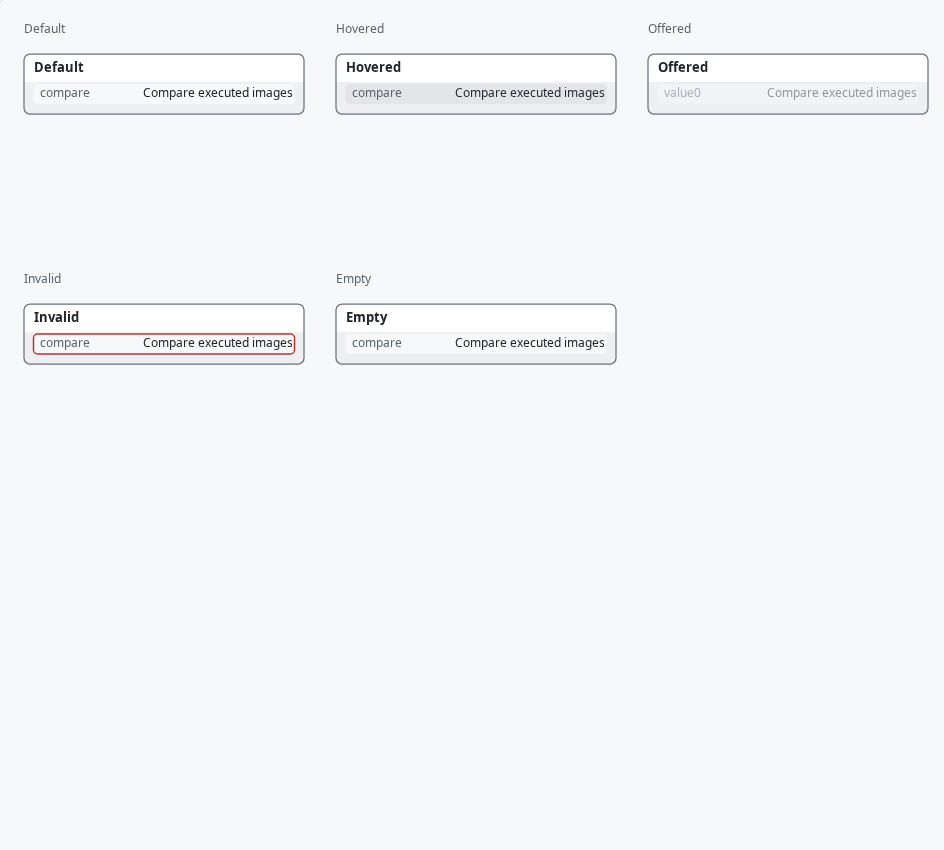 Default
Hovered
Offered
Default
Hovered
Offered
compare Compare executed images
compare Compare executed images
value0 Compare executed images
Invalid
Empty
Invalid
Empty
compare Compare executed images
compare Compare executed images